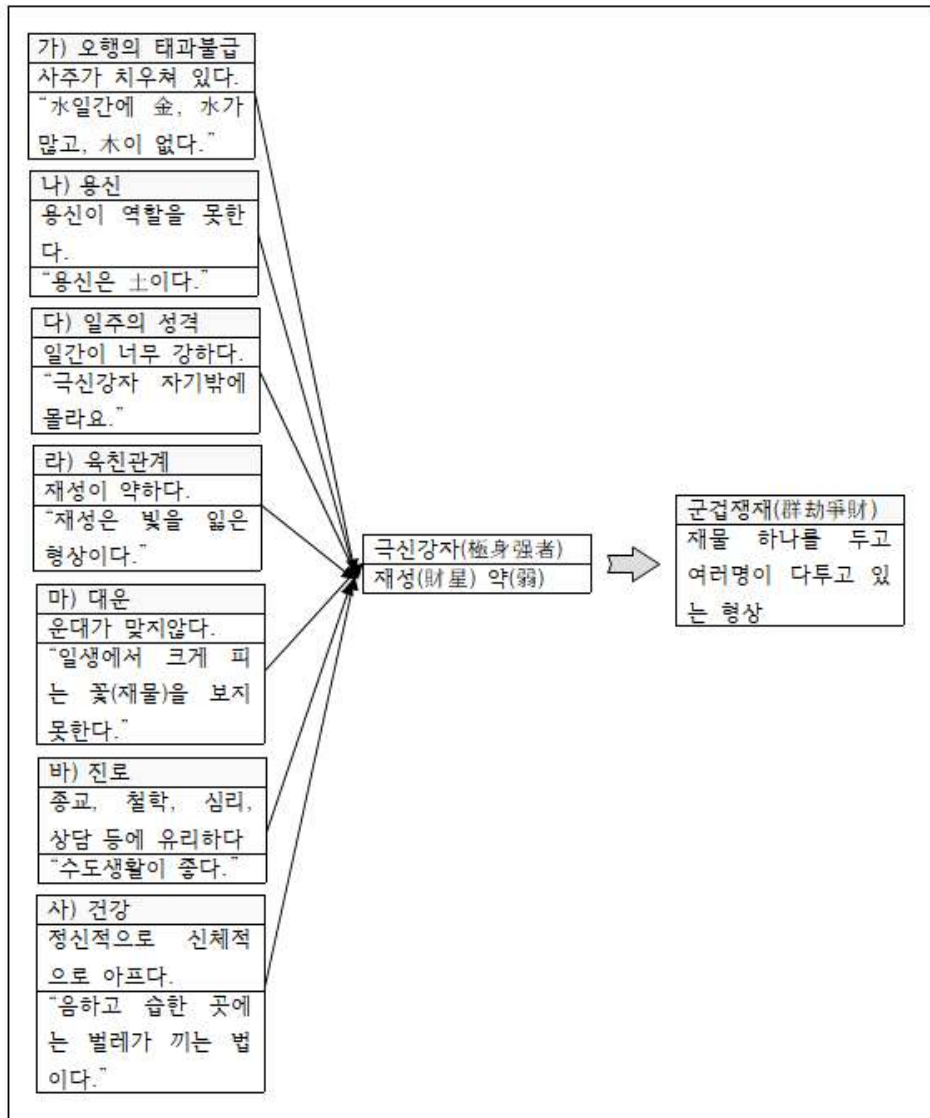 가) 오행의 태과불급
사주가 치우쳐 있다.
“水일간에 金, 水가
많고, 木이 없다.”
나) 용신
용신이 역할을 못한
다.
“용신은 土이다.”
다) 일주의 성격
일간이 너무 강하다.
“극신강자 자기밖에
몰라요.”
라) 육친관계
재성이 약하다.
“재성은 빛을 잃은
형상이다.”
마) 대운
운대가 맞지않다.
“일생에서 크게 피
는 꽃(재물)을 보지
못한다.”
바) 진로
종교, 철학, 심리,
상담 등에 유리하다
“수도생활이 좋다.”
사) 건강
정신적으로 신체적
으로 아프다.
“음하고 습한 곳에
는 벌레가 끼는 법
이다.”
극신강자(極身强者)
재성(財星) 약(弱)
군겁쟁재(群劫爭財)
재물 하나를 두고
여러명이 다투고 있
는 형상